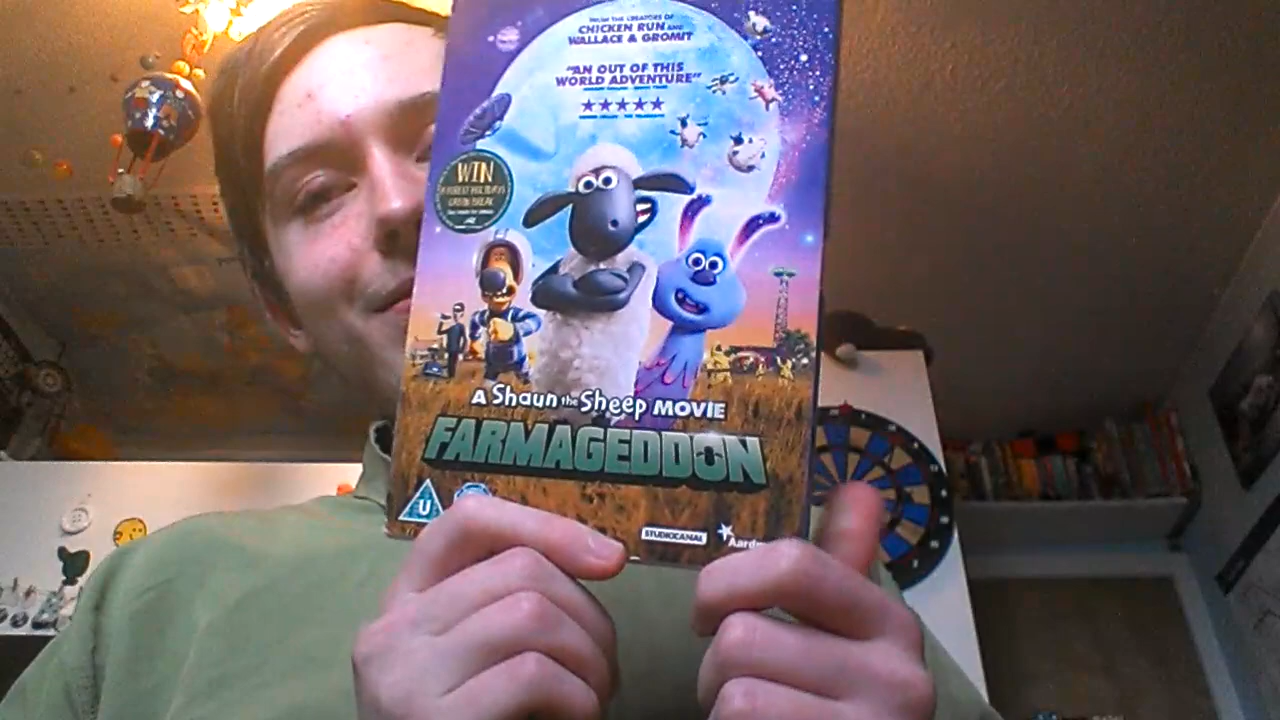 FROM THE CREATORS OF
CHICKEN RUN AND
WALLACE & GROMIT
"AN OUT OF THIS
WORLD ADVENTURE"
WIN
A Shaun the Sheep MOVIE
FARMAGEDDON
U
STUDIOCANAL
Aardm